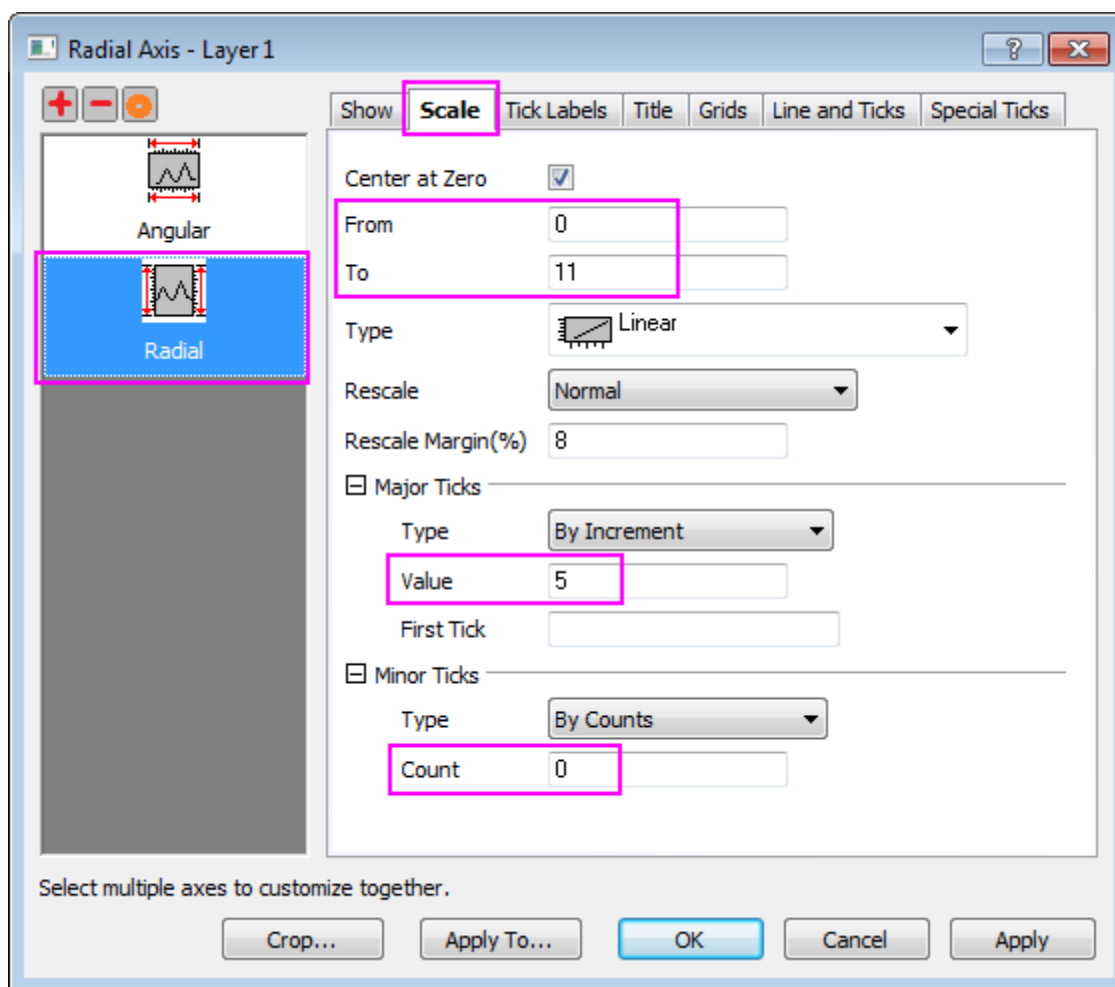 Radial Axis - Layer 1
Show Scale Tick Labels Title Grids Line and Ticks Special Ticks
Angular
Radial
Center at Zero
From 0
To 11
Type Linear
Rescale Normal
Rescale Margin(%) 8
Major Ticks
Type By Increment
Value 5
First Tick
Minor Ticks
Type By Counts
Count 0
Select multiple axes to customize together.
Crop... Apply To... OK Cancel Apply